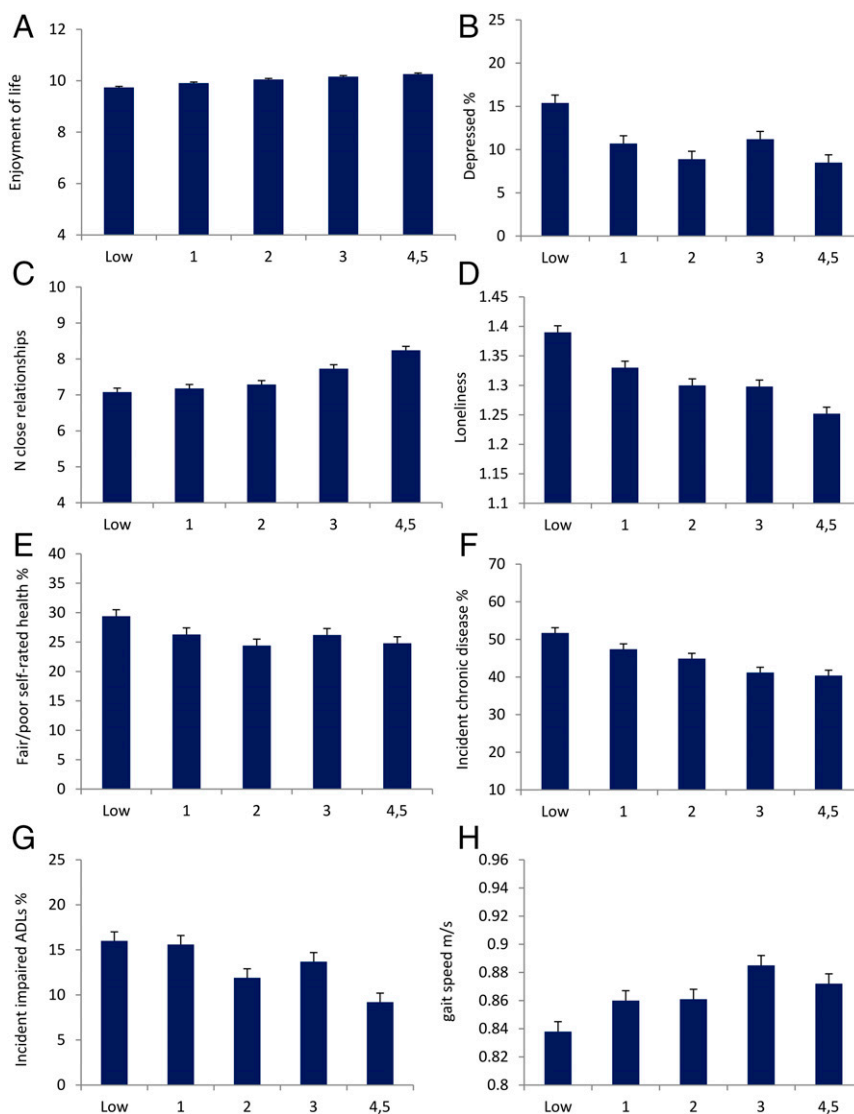 A
Enjoyment of life
12
10
8
6
4
Low 1 2 3 4,5
B
Depressed %
25
20
15
10
5
0
Low 1 2 3 4,5
C
N close relationships
10
9
8
7
6
5
4
Low 1 2 3 4,5
D
Loneliness
1.45
1.4
1.35
1.3
1.25
1.2
1.15
1.1
Low 1 2 3 4,5
E
Fair/poor self-rated health %
40
35
30
25
20
15
10
5
0
Low 1 2 3 4,5
F
Incident chronic disease %
70
60
50
40
30
20
10
Low 1 2 3 4,5
G
Incident impaired ADLs %
25
20
15
10
5
0
Low 1 2 3 4,5
H
gait speed m/s
0.96
0.94
0.92
0.9
0.88
0.86
0.84
0.82
0.8
Low 1 2 3 4,5